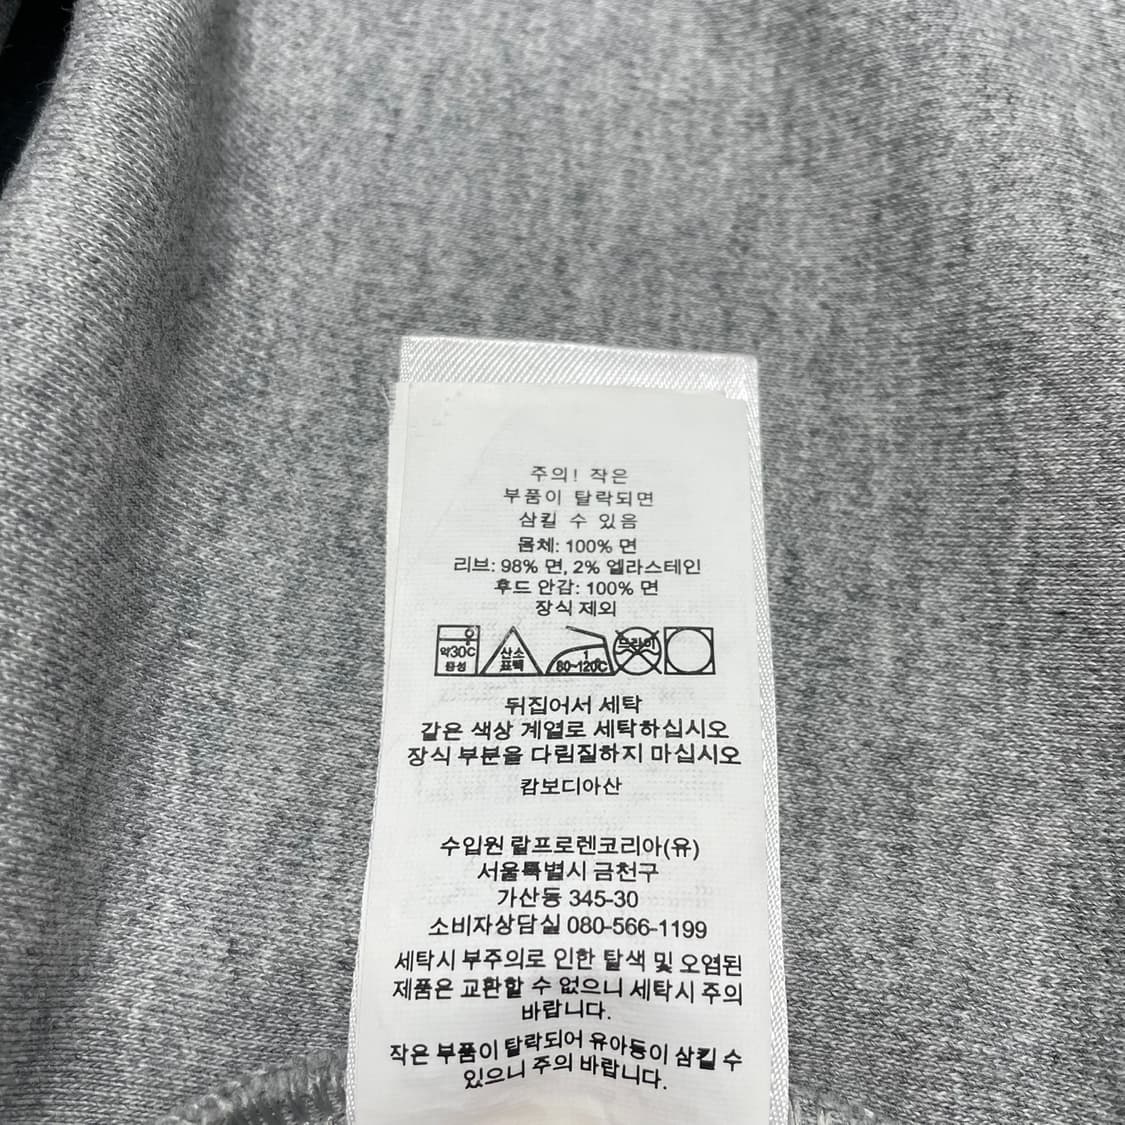 주의! 작은
부품이 탈락되면
삼킬 수 있음
몸체: 100% 면
리브: 98% 면, 2% 엘라스테인
후드 안감: 100% 면
장식 제외
약30℃ 중성 산소 표백 1 80~120℃ 드라이
뒤집어서 세탁
같은 색상 계열로 세탁하십시오
장식 부분을 다림질하지 마십시오
캄보디아산
수입원 랄프로렌코리아(유)
서울특별시 금천구
가산동 345-30
소비자상담실 080-566-1199
세탁시 부주의로 인한 탈색 및 오염된
제품은 교환할 수 없으니 세탁시 주의
바랍니다.
작은 부품이 탈락되어 유아등이 삼킬 수
있으니 주의 바랍니다.